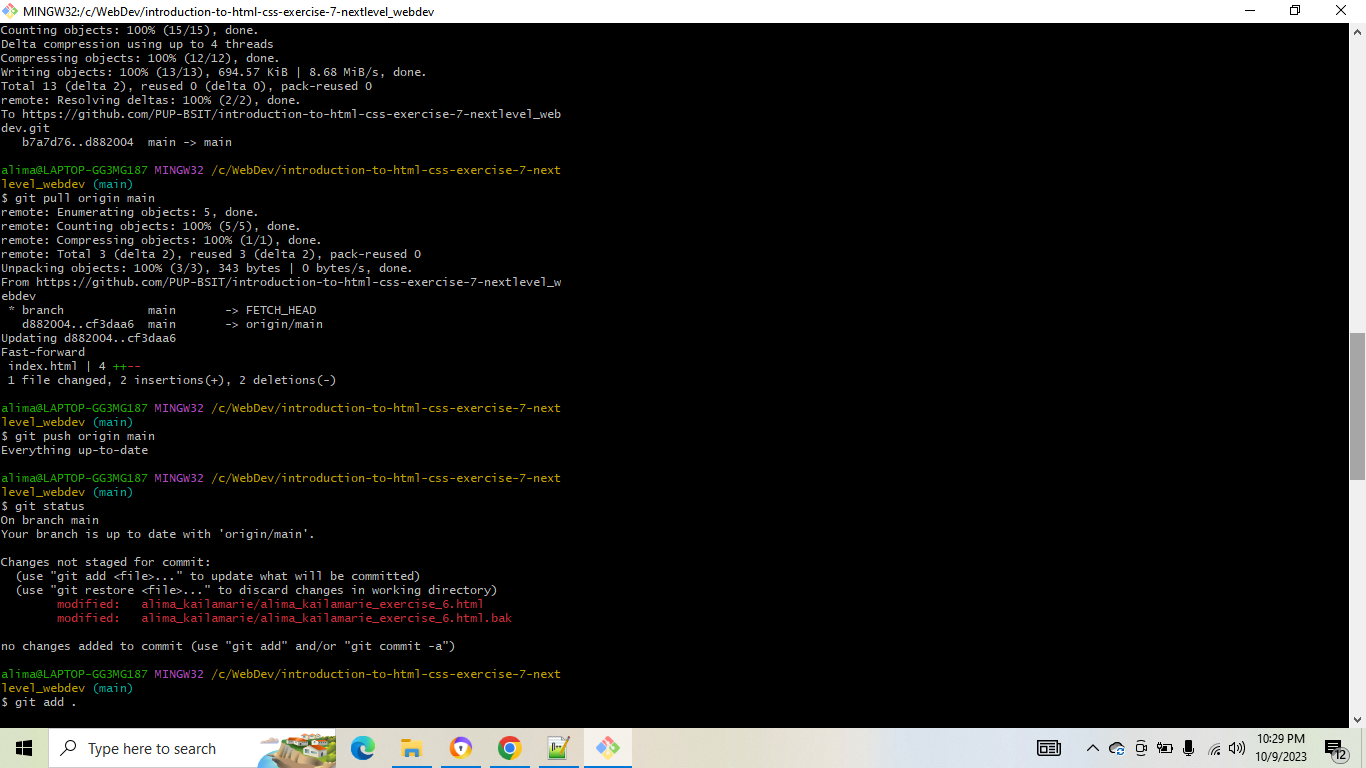 MINGW32:/c/WebDev/introduction-to-html-css-exercise-7-nextlevel_webdev
Counting objects: 100% (15/15), done.
Delta compression using up to 4 threads
Compressing objects: 100% (12/12), done.
Writing objects: 100% (13/13), 694.57 KiB | 8.68 MiB/s, done.
Total 13 (delta 2), reused 0 (delta 0), pack-reused 0
remote: Resolving deltas: 100% (2/2), done.
To https://github.com/PUP-BSIT/introduction-to-html-css-exercise-7-nextlevel_web
dev.git
   b7a7d76..d882004  main -> main

alima@LAPTOP-GG3MG187 MINGW32 /c/WebDev/introduction-to-html-css-exercise-7-next
level_webdev (main)
$ git pull origin main
remote: Enumerating objects: 5, done.
remote: Counting objects: 100% (5/5), done.
remote: Compressing objects: 100% (1/1), done.
remote: Total 3 (delta 2), reused 3 (delta 2), pack-reused 0
Unpacking objects: 100% (3/3), 343 bytes | 0 bytes/s, done.
From https://github.com/PUP-BSIT/introduction-to-html-css-exercise-7-nextlevel_w
ebdev
 * branch            main       -> FETCH_HEAD
   d882004..cf3daa6  main       -> origin/main
Updating d882004..cf3daa6
Fast-forward
 index.html | 4 ++--
 1 file changed, 2 insertions(+), 2 deletions(-)

alima@LAPTOP-GG3MG187 MINGW32 /c/WebDev/introduction-to-html-css-exercise-7-next
level_webdev (main)
$ git push origin main
Everything up-to-date

alima@LAPTOP-GG3MG187 MINGW32 /c/WebDev/introduction-to-html-css-exercise-7-next
level_webdev (main)
$ git status
On branch main
Your branch is up to date with 'origin/main'.

Changes not staged for commit:
  (use "git add <file>..." to update what will be committed)
  (use "git restore <file>..." to discard changes in working directory)
        modified:   alima_kailamarie/alima_kailamarie_exercise_6.html
        modified:   alima_kailamarie/alima_kailamarie_exercise_6.html.bak

no changes added to commit (use "git add" and/or "git commit -a")

alima@LAPTOP-GG3MG187 MINGW32 /c/WebDev/introduction-to-html-css-exercise-7-next
level_webdev (main)
$ git add .
Type here to search
10:29 PM
10/9/2023
12